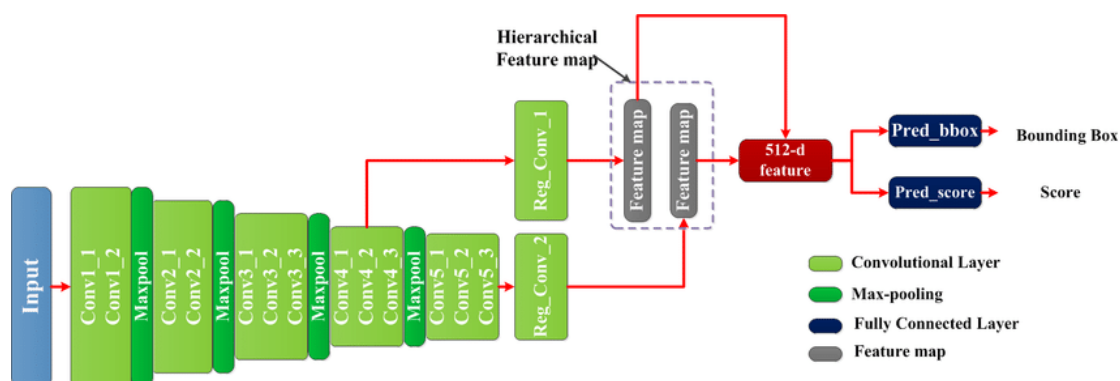 Hierarchical
Feature map
Input
Conv1_1
Conv1_2
Maxpool
Conv2_1
Conv2_2
Maxpool
Conv3_1
Conv3_2
Conv3_3
Maxpool
Conv4_1
Conv4_2
Conv4_3
Maxpool
Conv5_1
Conv5_2
Conv5_3
Reg_Conv_1
Reg_Conv_2
Feature map
Feature map
512-d
feature
Pred_bbox
Bounding Box
Pred_score
Score
Convolutional Layer
Max-pooling
Fully Connected Layer
Feature map